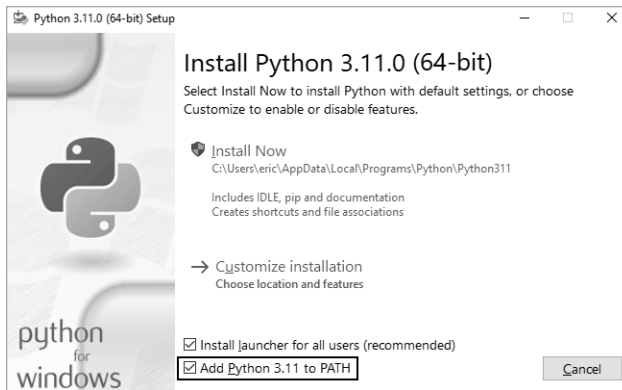 Python 3.11.0 (64-bit) Setup
Install Python 3.11.0 (64-bit)
Select Install Now to install Python with default settings, or choose
Customize to enable or disable features.
Install Now
C:\Users\eric\AppData\Local\Programs\Python\Python311
Includes IDLE, pip and documentation
Creates shortcuts and file associations
Customize installation
Choose location and features
python
for
windows
Install launcher for all users (recommended)
Add Python 3.11 to PATH
Cancel